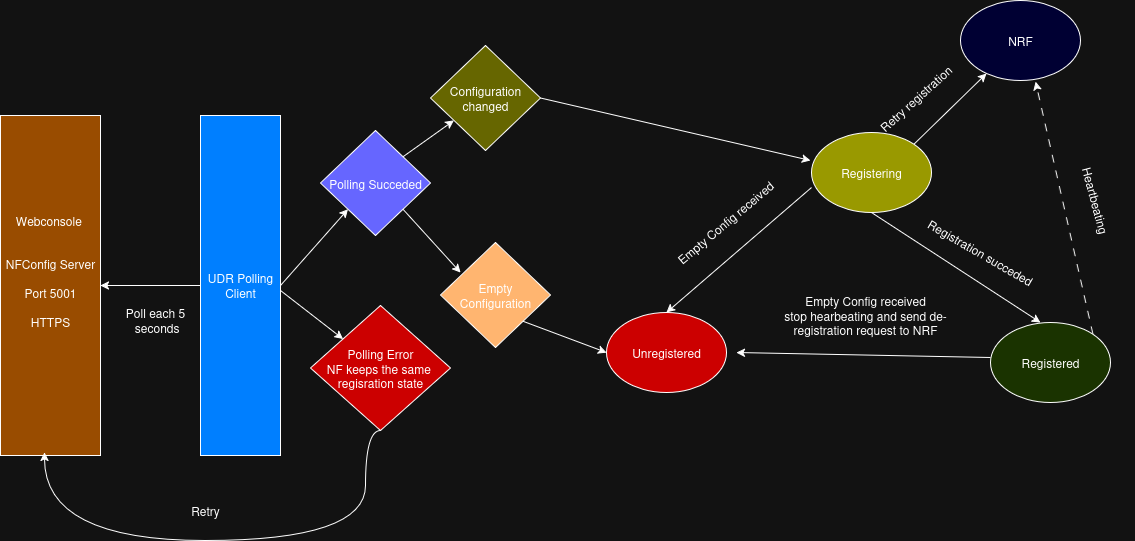 NRF
Configuration
changed
Retry registration
Polling Succeded
Registering
Heartbeating
Webconsole
NFConfig Server
Port 5001
HTTPS
UDR Polling
Client
Poll each 5
seconds
Empty
Configuration
Empty Config received
Registration succeded
Empty Config received
stop hearbeating and send de-
registration request to NRF
Polling Error
NF keeps the same
regisration state
Unregistered
Registered
Retry